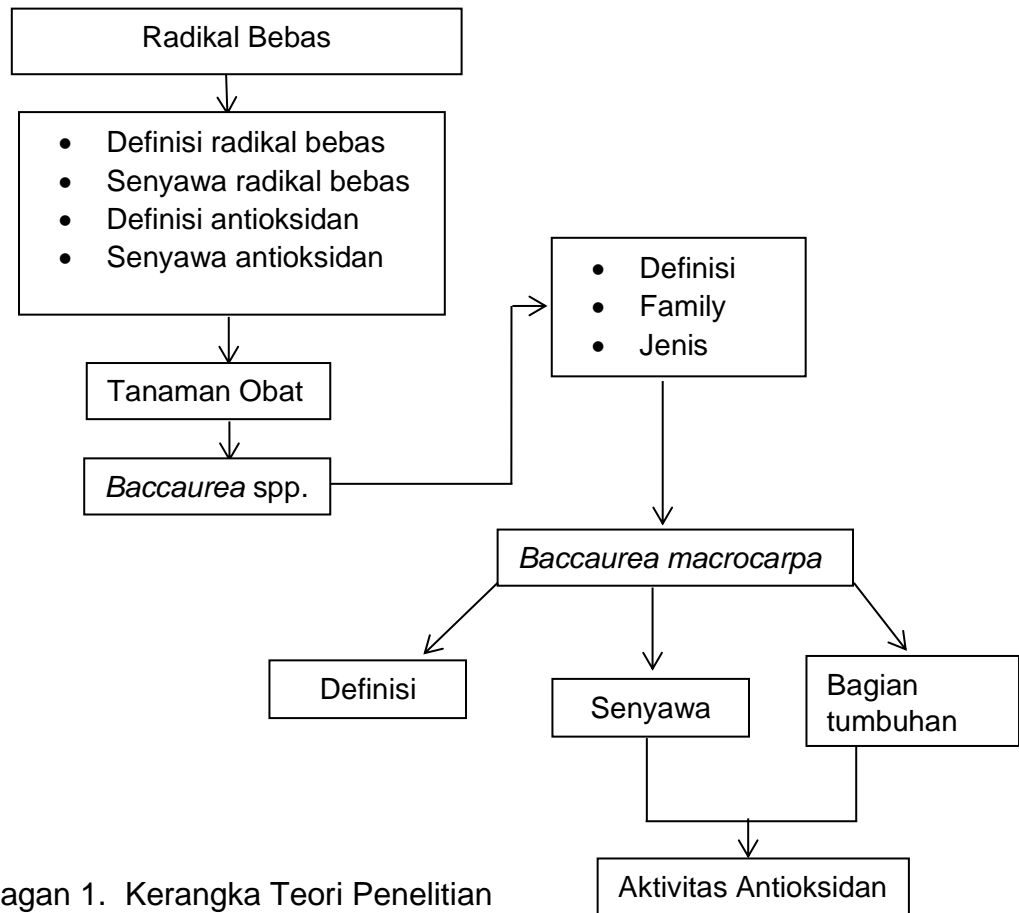 Radikal Bebas
• Definisi radikal bebas
• Senyawa radikal bebas
• Definisi antioksidan
• Senyawa antioksidan
Tanaman Obat
Baccaurea spp.
• Definisi
• Family
• Jenis
Baccaurea macrocarpa
Definisi
Senyawa
Bagian
tumbuhan
Aktivitas Antioksidan
agan 1. Kerangka Teori Penelitian